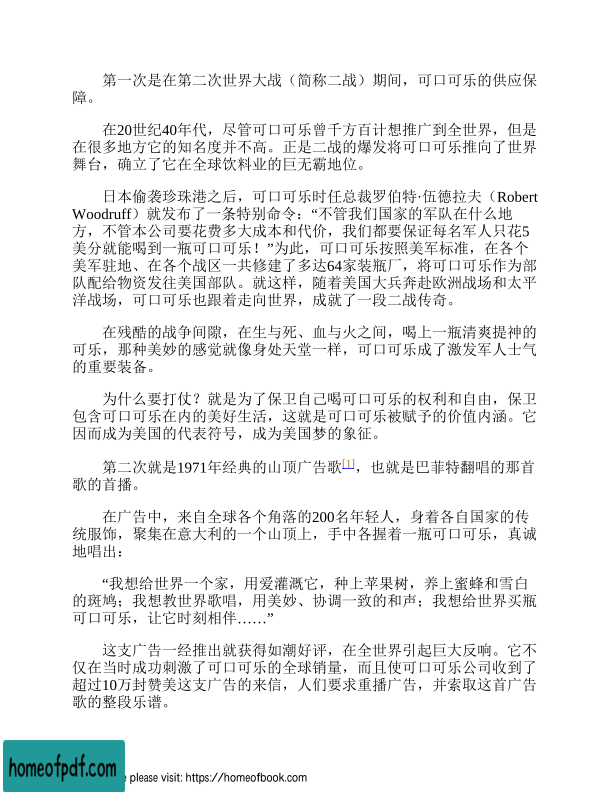 第一次是在第二次世界大战（简称二战）期间，可口可乐的供应保
障。
在20世纪40年代，尽管可口可乐曾千方百计想推广到全世界，但是
在很多地方它的知名度并不高。正是二战的爆发将可口可乐推向了世界
舞台，确立了它在全球饮料业的巨无霸地位。
日本偷袭珍珠港之后，可口可乐时任总裁罗伯特·伍德拉夫（Robert
Woodruff）就发布了一条特别命令：“不管我们国家的军队在什么地
方，不管本公司要花费多大成本和代价，我们都要保证每名军人只花5
美分就能喝到一瓶可口可乐！”为此，可口可乐按照美军标准，在各个
美军驻地、在各个战区一共修建了多达64家装瓶厂，将可口可乐作为部
队配给物资发往美国部队。就这样，随着美国大兵奔赴欧洲战场和太平
洋战场，可口可乐也跟着走向世界，成就了一段二战传奇。
在残酷的战争间隙，在生与死、血与火之间，喝上一瓶清爽提神的
可乐，那种美妙的感觉就像身处天堂一样，可口可乐成了激发军人士气
的重要装备。
为什么要打仗？就是为了保卫自己喝可口可乐的权利和自由，保卫
包含可口可乐在内的美好生活，这就是可口可乐被赋予的价值内涵。它
因而成为美国的代表符号，成为美国梦的象征。
第二次就是1971年经典的山顶广告歌[1]，也就是巴菲特翻唱的那首
歌的首播。
在广告中，来自全球各个角落的200名年轻人，身着各自国家的传
统服饰，聚集在意大利的一个山顶上，手中各握着一瓶可口可乐，真诚
地唱出：
“我想给世界一个家，用爱灌溉它，种上苹果树，养上蜜蜂和雪白
的斑鸠；我想教世界歌唱，用美妙、协调一致的和声；我想给世界买瓶
可口可乐，让它时刻相伴……”
这支广告一经推出就获得如潮好评，在全世界引起巨大反响。它不
仅在当时成功刺激了可口可乐的全球销量，而且使可口可乐公司收到了
超过10万封赞美这支广告的来信，人们要求重播广告，并索取这首广告
歌的整段乐谱。
homeofpdf.com
please visit: https://homeofbook.com